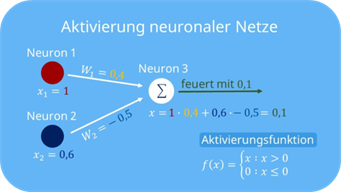 Aktivierung neuronaler Netze
Neuron 1
W₁ = 0,4
x₁ = 1
Neuron 3
Σ
feuert mit 0,1
x = 1 · 0,4 + 0,6 · − 0,5 = 0,1
Neuron 2
W₂ = − 0,5
x₂ = 0,6
Aktivierungsfunktion
f(x) = { x : x > 0
0 : x ≤ 0